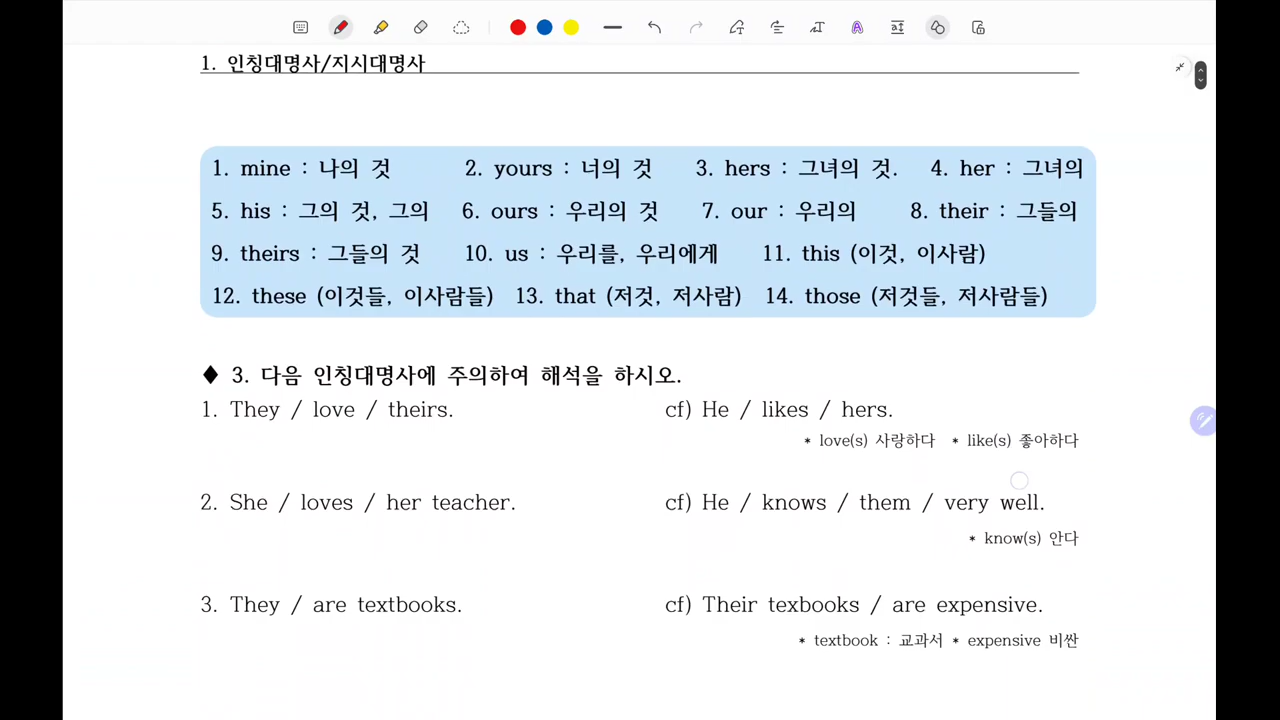 1. 인칭대명사/지시대명사
1. mine : 나의 것 2. yours : 너의 것 3. hers : 그녀의 것. 4. her : 그녀의
5. his : 그의 것, 그의 6. ours : 우리의 것 7. our : 우리의 8. their : 그들의
9. theirs : 그들의 것 10. us : 우리를, 우리에게 11. this (이것, 이사람)
12. these (이것들, 이사람들) 13. that (저것, 저사람) 14. those (저것들, 저사람들)
◆ 3. 다음 인칭대명사에 주의하여 해석을 하시오.
1. They / love / theirs. cf) He / likes / hers.
* love(s) 사랑하다 * like(s) 좋아하다
2. She / loves / her teacher. cf) He / knows / them / very well.
* know(s) 안다
3. They / are textbooks. cf) Their texbooks / are expensive.
* textbook : 교과서 * expensive 비싼